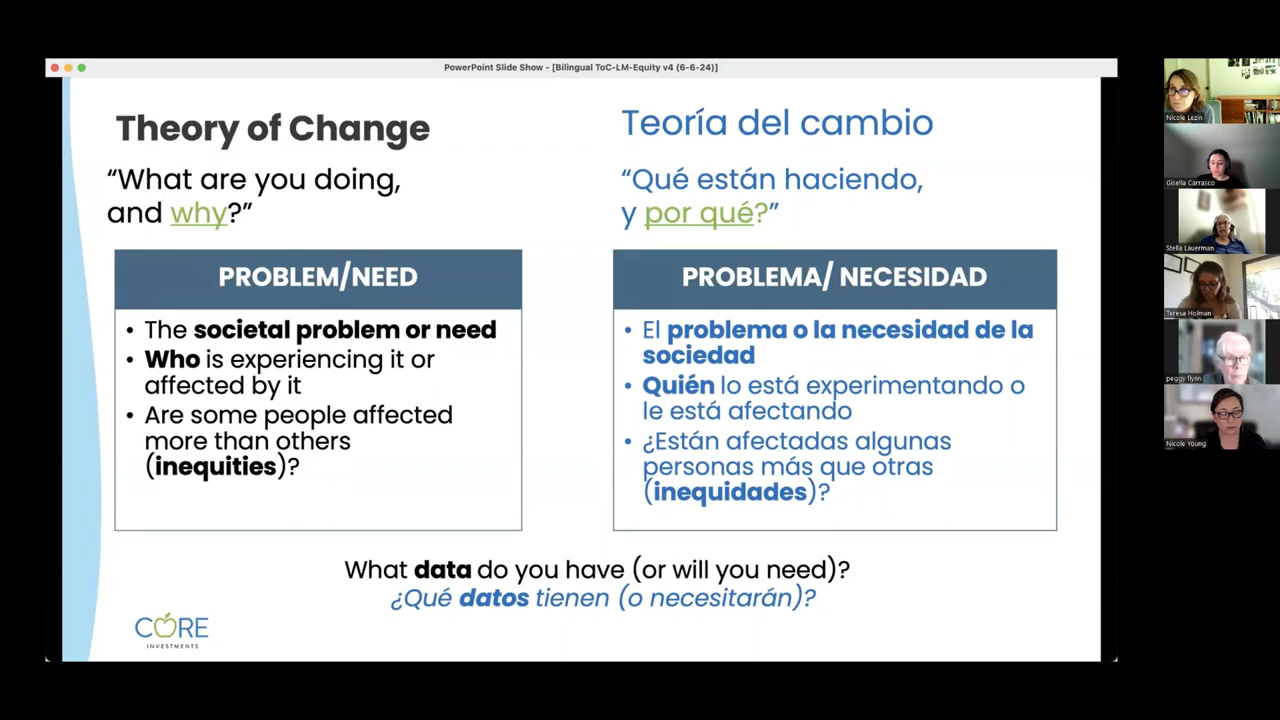 PowerPoint Slide Show - [Bilingual ToC-LM-Equity v4 (6-6-24)]
Theory of Change
“What are you doing,
and why?”
PROBLEM/NEED
• The societal problem or need
• Who is experiencing it or
affected by it
• Are some people affected
more than others
(inequities)?
Teoría del cambio
“Qué están haciendo,
y por qué?”
PROBLEMA/ NECESIDAD
• El problema o la necesidad de la
sociedad
• Quién lo está experimentando o
le está afectando
• ¿Están afectadas algunas
personas más que otras
(inequidades)?
What data do you have (or will you need)?
¿Qué datos tienen (o necesitarán)?
CORE
INVESTMENTS
Nicole Lezin
Gisella Carrasco
Stella Lauerman
Teresa Holman
peggy flynn
Nicole Young